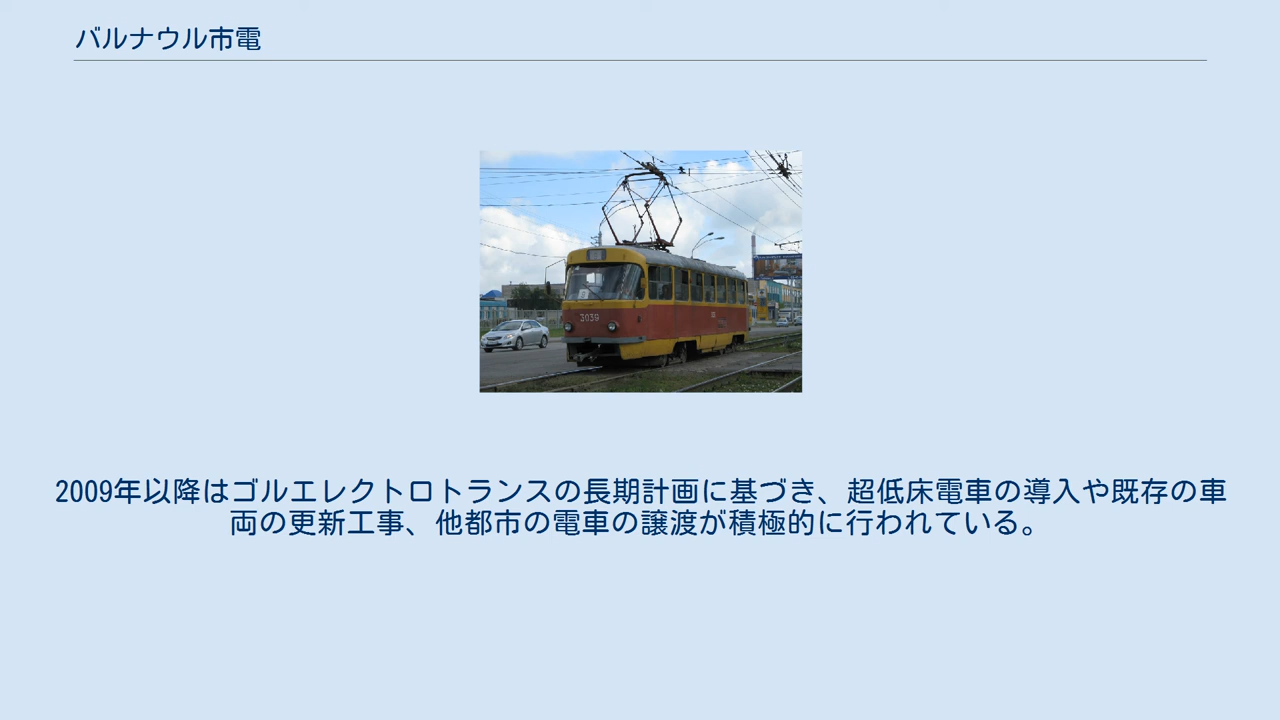 バルナウル市電
3039
2009年以降はゴルエレクトロトランスの長期計画に基づき、超低床電車の導入や既存の車
両の更新工事、他都市の電車の譲渡が積極的に行われている。